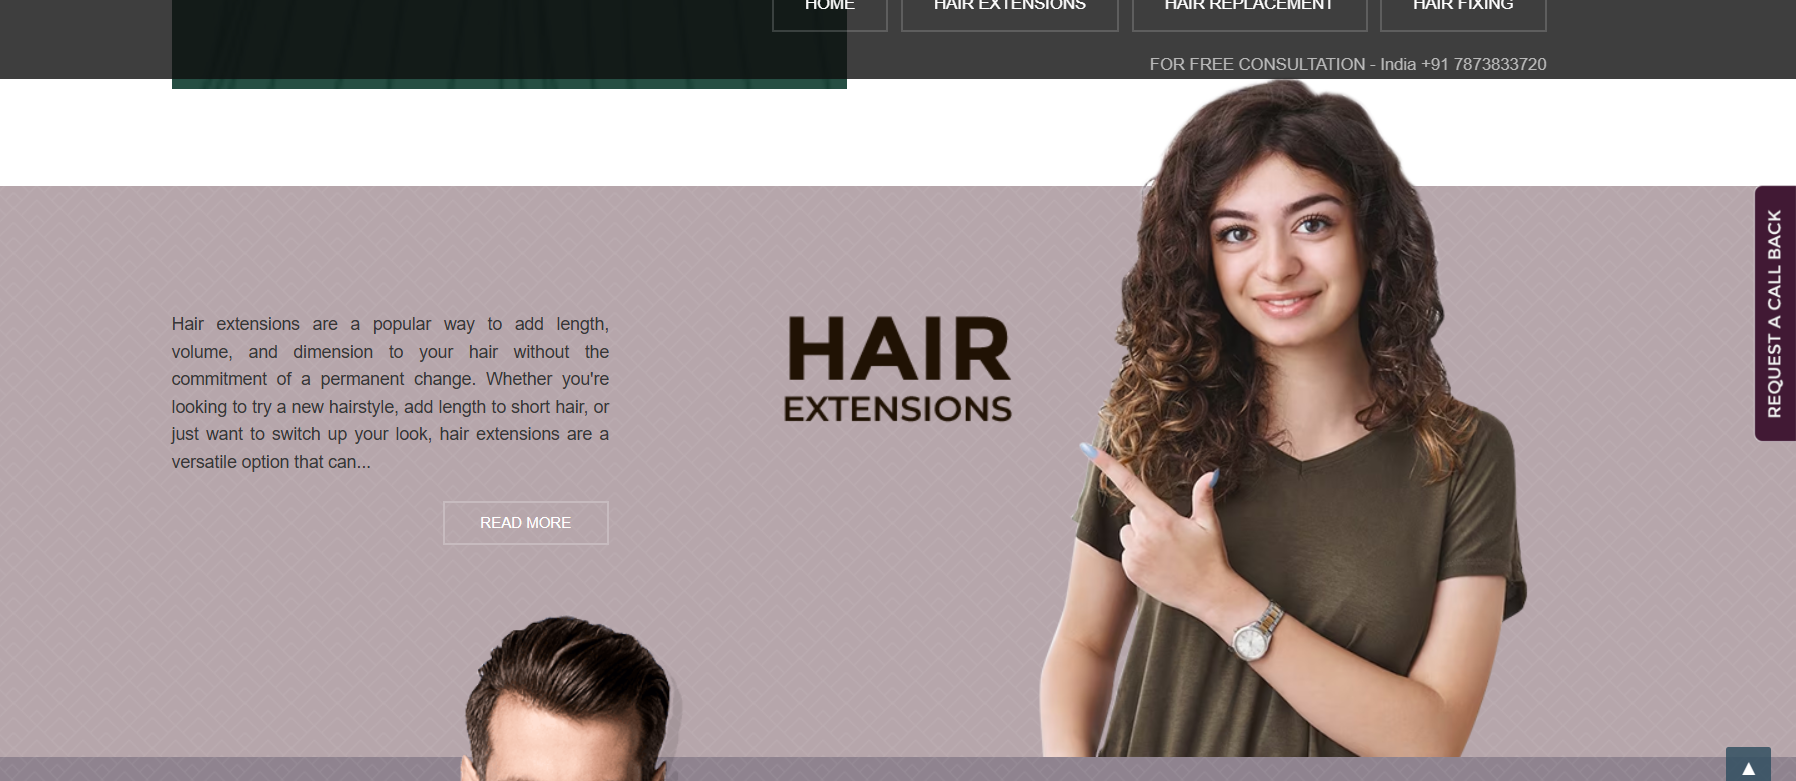 HOME
HAIR EXTENSIONS
HAIR REPLACEMENT
HAIR FIXING
FOR FREE CONSULTATION - India +91 7873833720
Hair extensions are a popular way to add length,
volume, and dimension to your hair without the
commitment of a permanent change. Whether you're
looking to try a new hairstyle, add length to short hair, or
just want to switch up your look, hair extensions are a
versatile option that can...
READ MORE
HAIR
EXTENSIONS
REQUEST A CALL BACK